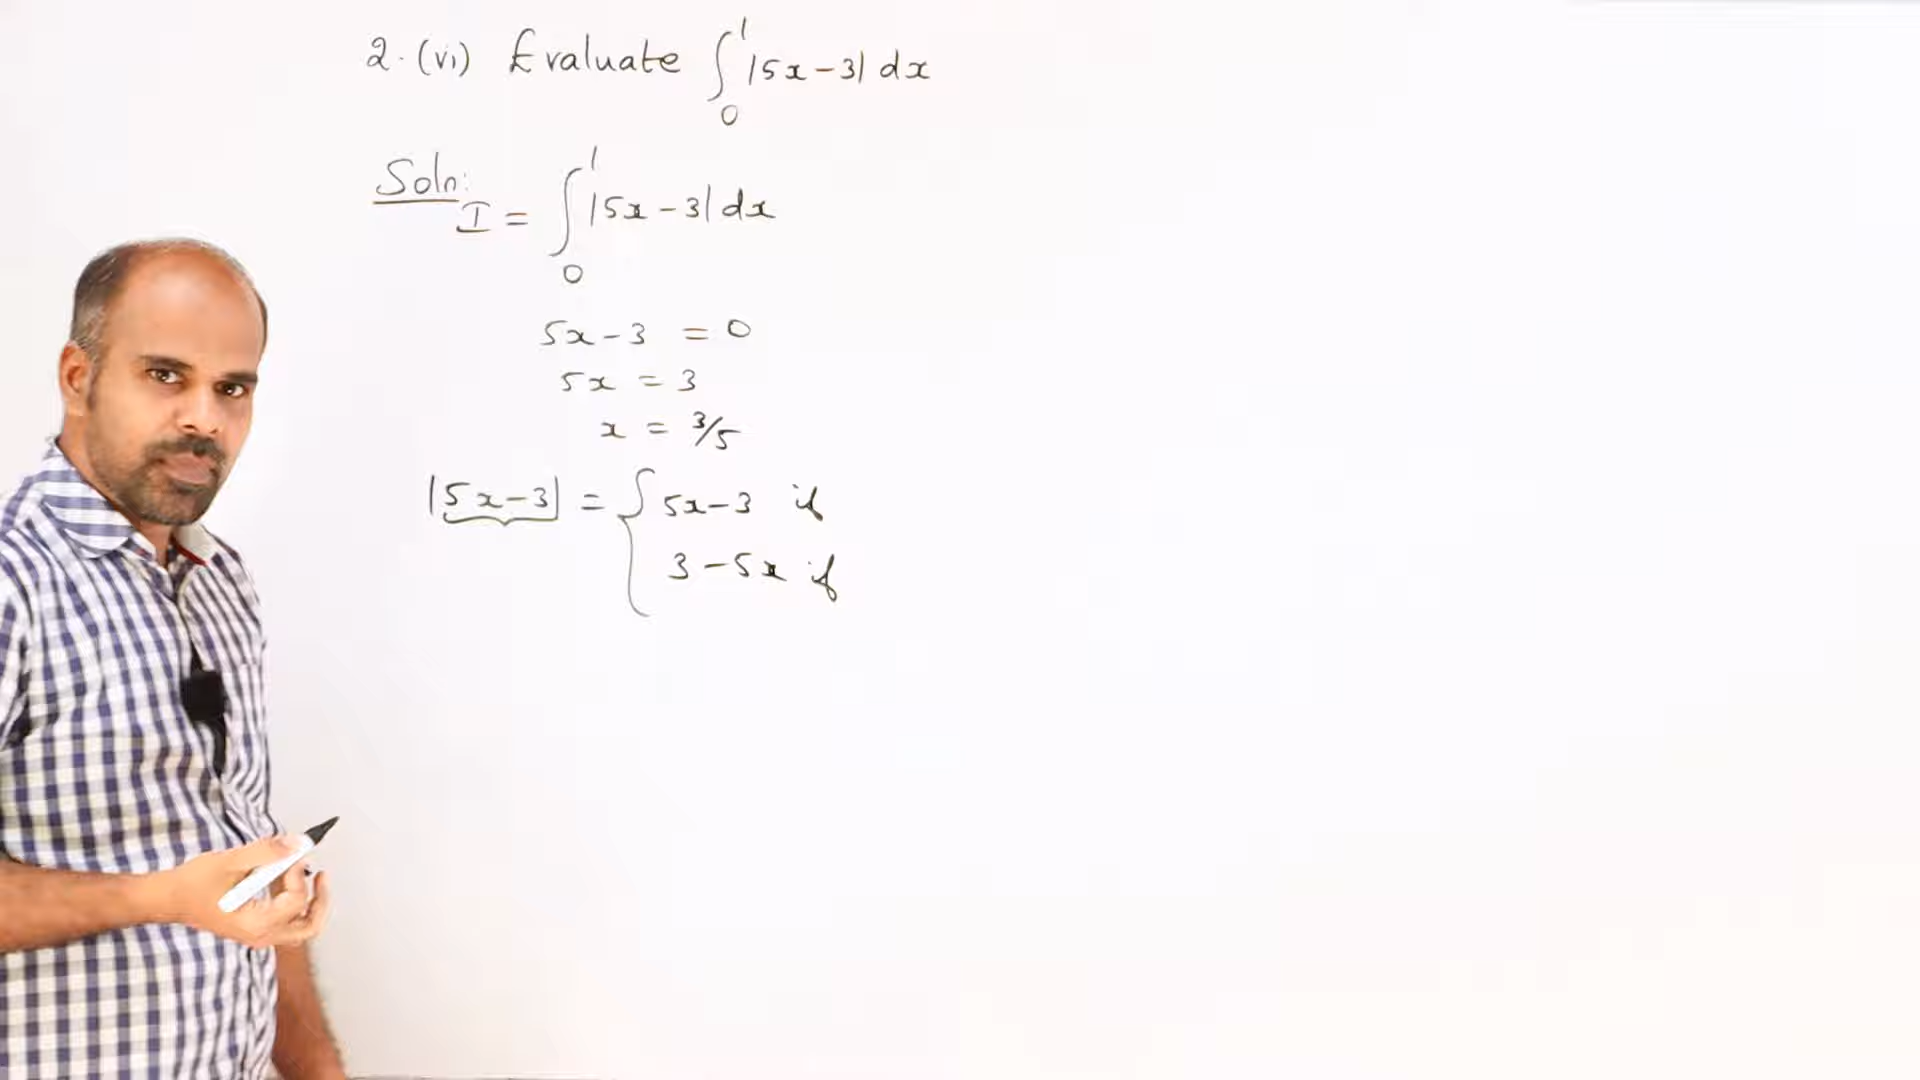 2. (vi) Evaluate ∫₀¹ |5x-3| dx
Soln:
I = ∫₀¹ |5x-3| dx
5x-3 = 0
5x = 3
x = 3/5
|5x-3| = { 5x-3 if
3-5x if